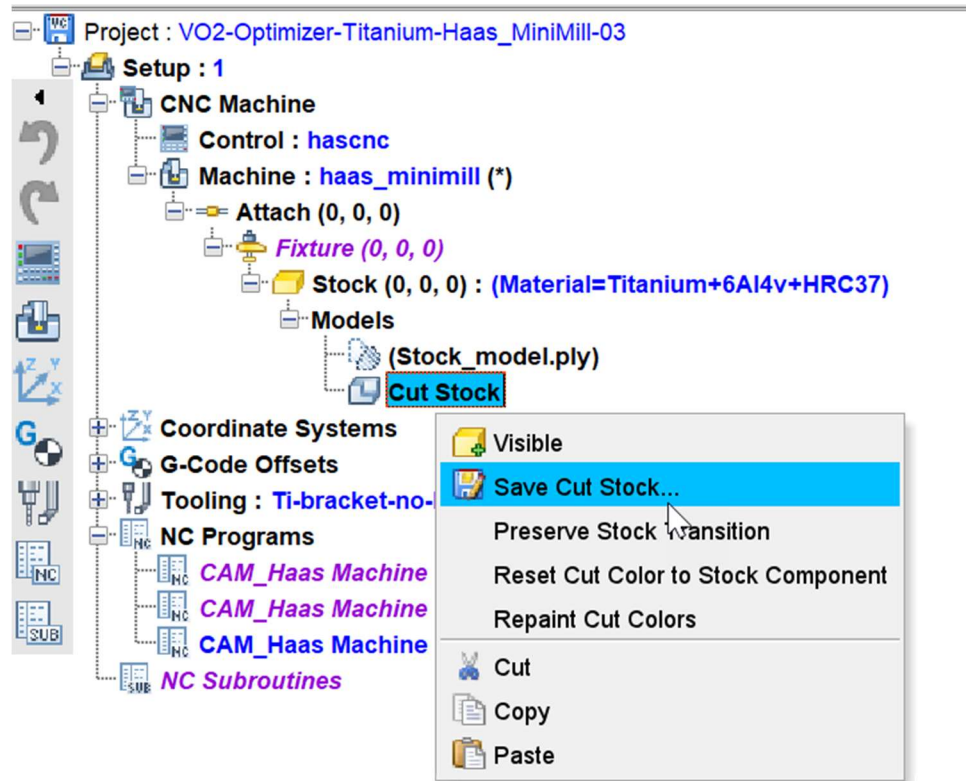 Project : VO2-Optimizer-Titanium-Haas_MiniMill-03
Setup : 1
CNC Machine
Control : hascnc
Machine : haas_minimill (*)
Attach (0, 0, 0)
Fixture (0, 0, 0)
Stock (0, 0, 0) : (Material=Titanium+6Al4v+HRC37)
Models
(Stock_model.ply)
Cut Stock
Coordinate Systems
G-Code Offsets
Tooling : Ti-bracket-no-
NC Programs
CAM_Haas Machine
CAM_Haas Machine
CAM_Haas Machine
NC Subroutines
Visible
Save Cut Stock...
Preserve Stock Transition
Reset Cut Color to Stock Component
Repaint Cut Colors
Cut
Copy
Paste
Z Y
X
G
NC
SUB